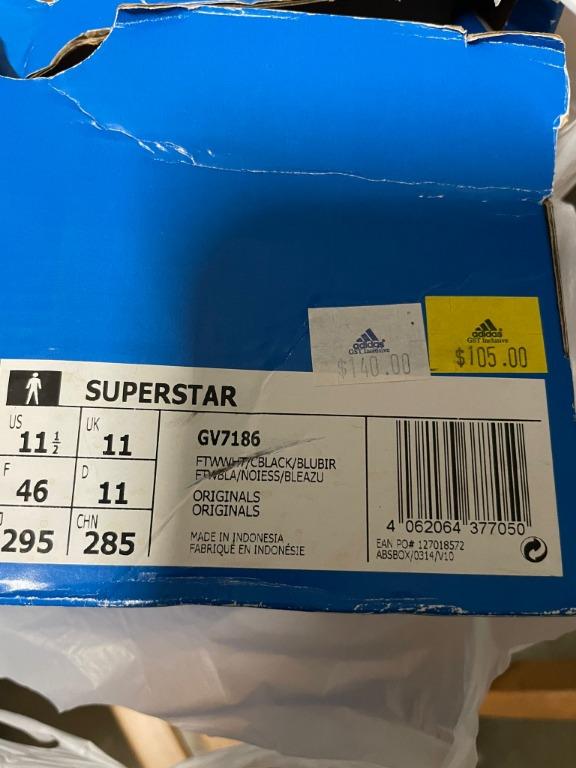 adidas
GST Inclusive
$140.00
adidas
GST Inclusive
$105.00
SUPERSTAR
US
11 1/2
UK
11
F
46
D
11
J
295
CHN
285
GV7186
FTWWHT/CBLACK/BLUBIR
FTWBLA/NOIESS/BLEAZU
ORIGINALS
ORIGINALS
MADE IN INDONESIA
FABRIQUÉ EN INDONÉSIE
4 062064 377050
EAN PO# 127018572
ABSBOX/0314/V10